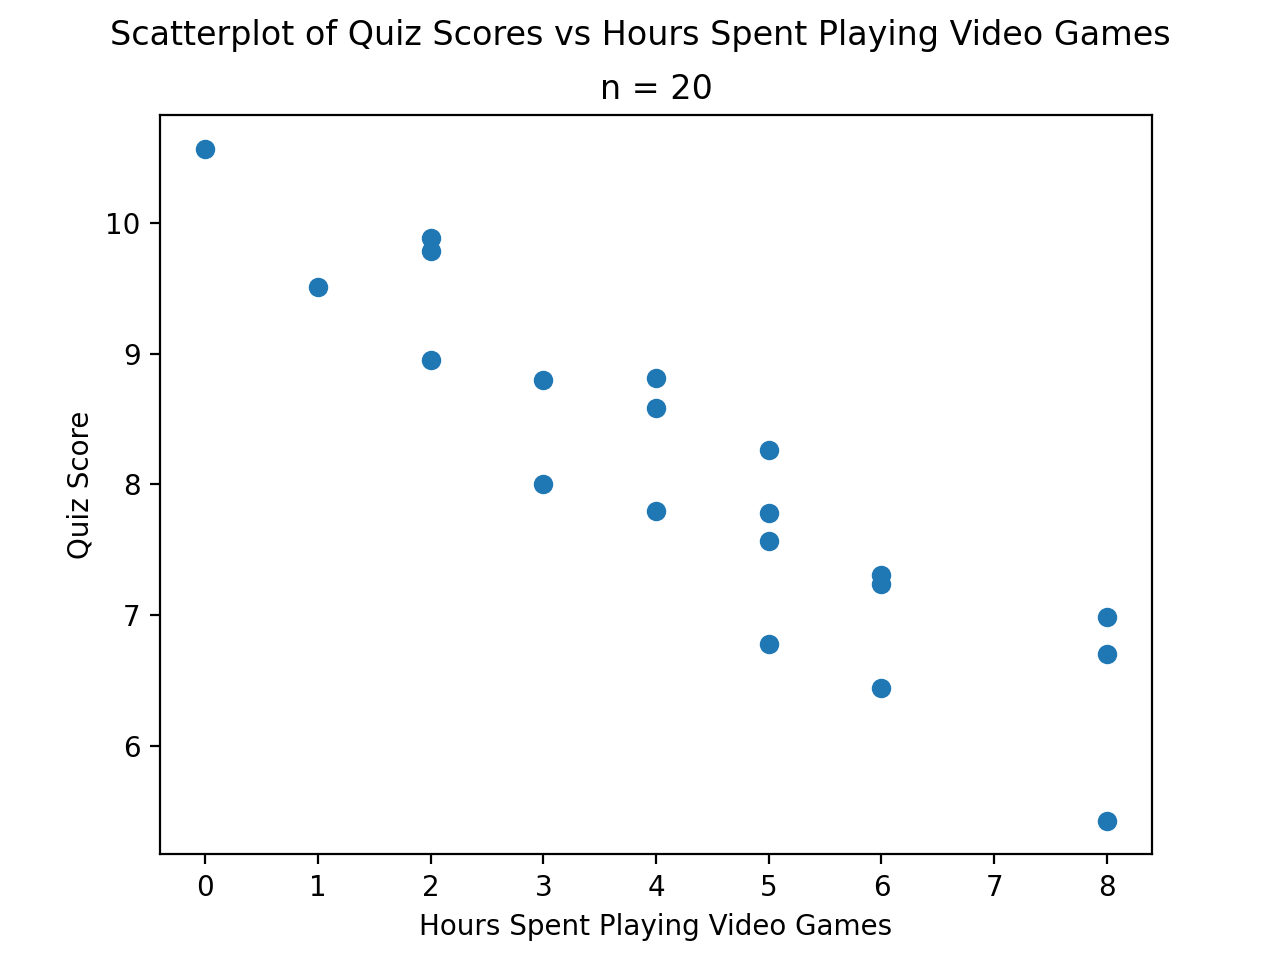 Scatterplot of Quiz Scores vs Hours Spent Playing Video Games
n = 20
10
9
8
7
6
Quiz Score
0 1 2 3 4 5 6 7 8
Hours Spent Playing Video Games